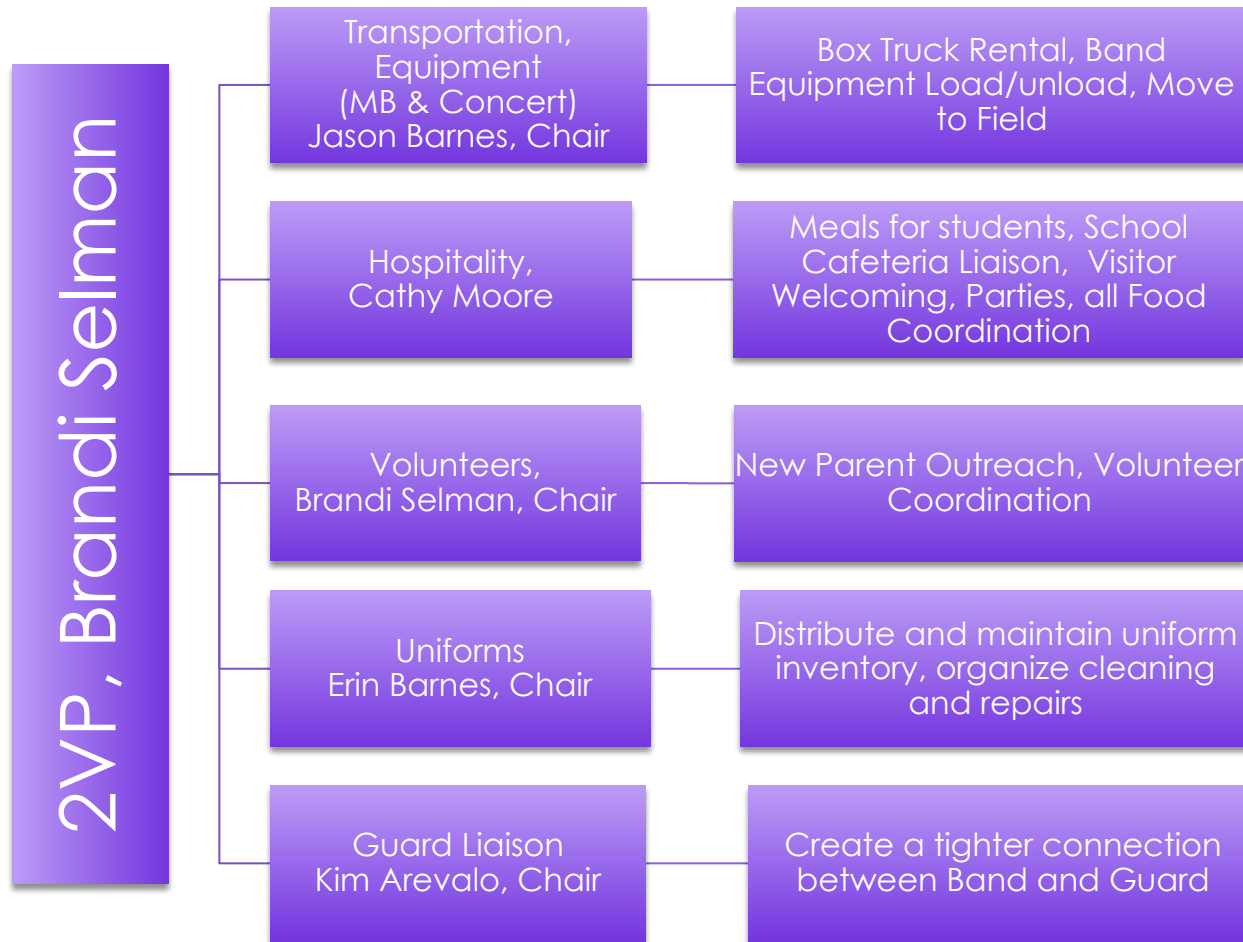 2VP, Brandi Selman
Transportation,
Equipment
(MB & Concert)
Jason Barnes, Chair
Box Truck Rental, Band
Equipment Load/unload, Move
to Field
Hospitality,
Cathy Moore
Meals for students, School
Cafeteria Liaison,  Visitor
Welcoming, Parties, all Food
Coordination
Volunteers,
Brandi Selman, Chair
New Parent Outreach, Volunteer
Coordination
Uniforms
Erin Barnes, Chair
Distribute and maintain uniform
inventory, organize cleaning
and repairs
Guard Liaison
Kim Arevalo, Chair
Create a tighter connection
between Band and Guard